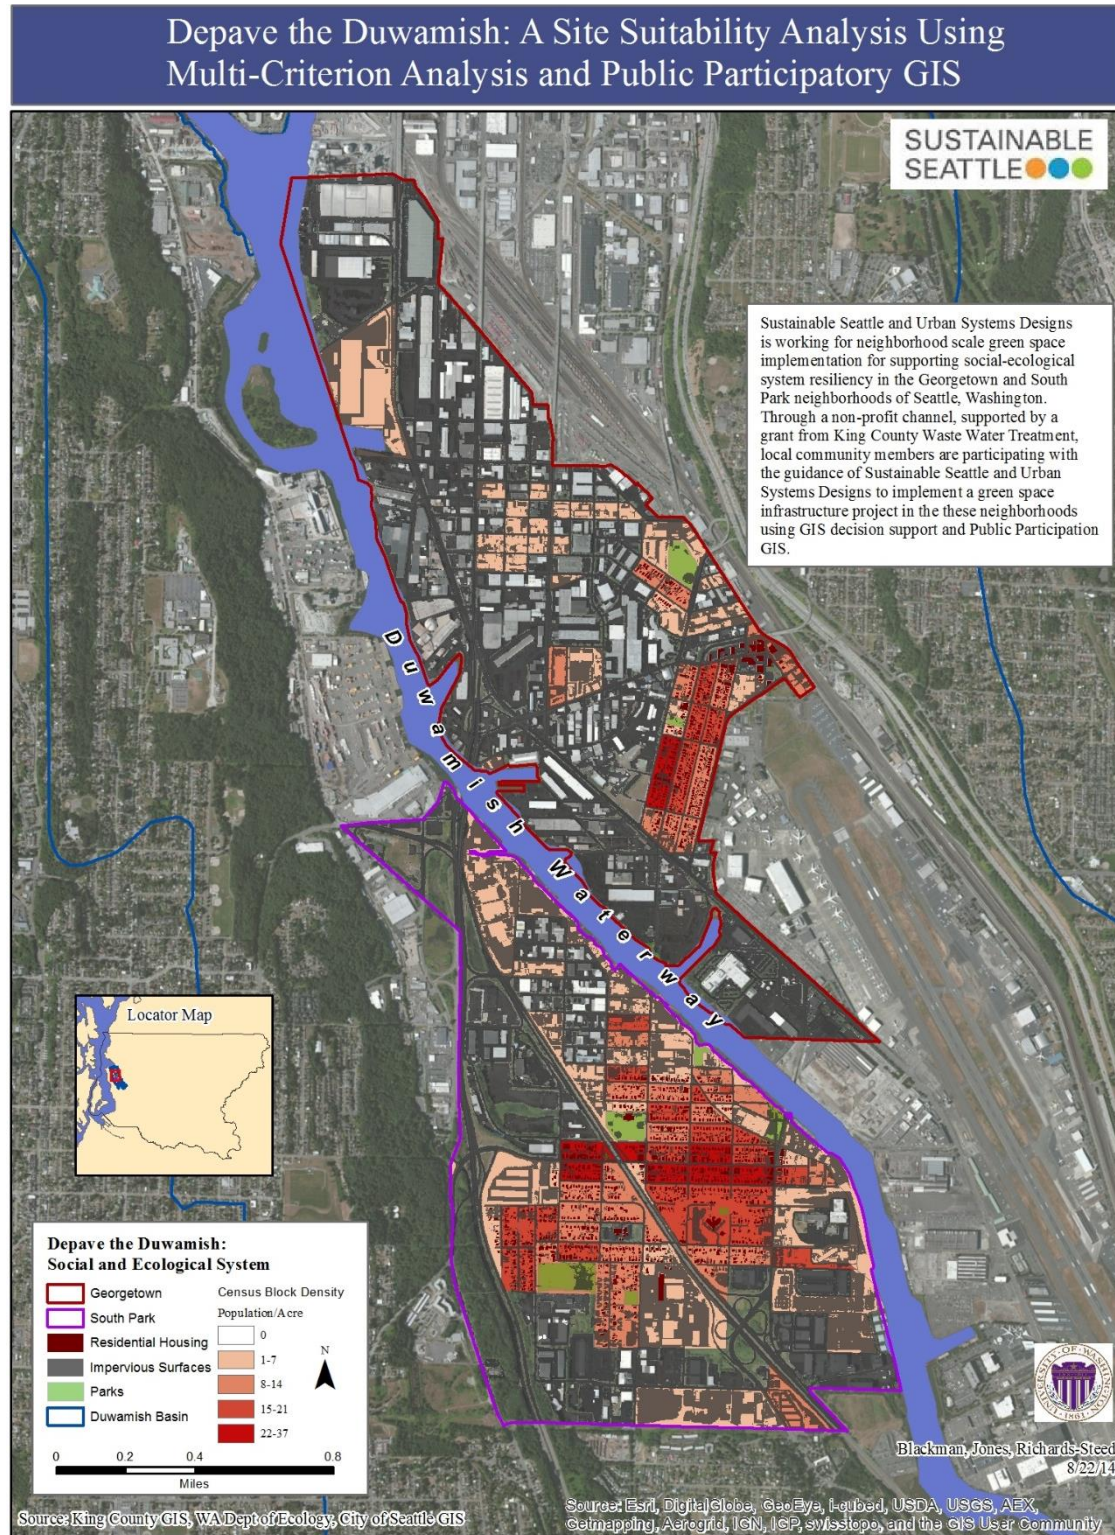 Depave the Duwamish: A Site Suitability Analysis Using
Multi-Criterion Analysis and Public Participatory GIS
SUSTAINABLE
SEATTLE
Sustainable Seattle and Urban Systems Designs
is working for neighborhood scale green space
implementation for supporting social-ecological
system resiliency in the Georgetown and South
Park neighborhoods of Seattle, Washington.
Through a non-profit channel, supported by a
grant from King County Waste Water Treatment,
local community members are participating with
the guidance of Sustainable Seattle and Urban
Systems Designs to implement a green space
infrastructure project in the these neighborhoods
using GIS decision support and Public Participation
GIS.
Duwamish Waterway
Locator Map
Depave the Duwamish:
Social and Ecological System
Georgetown
South Park
Residential Housing
Impervious Surfaces
Parks
Duwamish Basin
Census Block Density
Population/Acre
0
1-7
8-14
15-21
22-37
N
0 0.2 0.4 0.8
Miles
UNIVERSITY OF WASHINGTON
1861
Blackman, Jones, Richards-Steed
8/22/14
Source: King County GIS, WA Dept of Ecology, City of Seattle GIS
Source: Esri, DigitalGlobe, GeoEye, i-cubed, USDA, USGS, AEX,
Getmapping, Aerogrid, IGN, IGP, swisstopo, and the GIS User Community